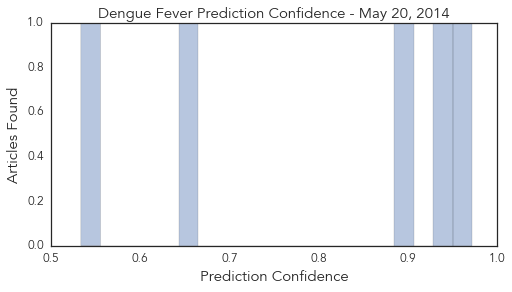 Dengue Fever Prediction Confidence - May 20, 2014
1.0
0.8
0.6
0.4
0.2
0.0
Articles Found
0.5 0.6 0.7 0.8 0.9 1.0
Prediction Confidence